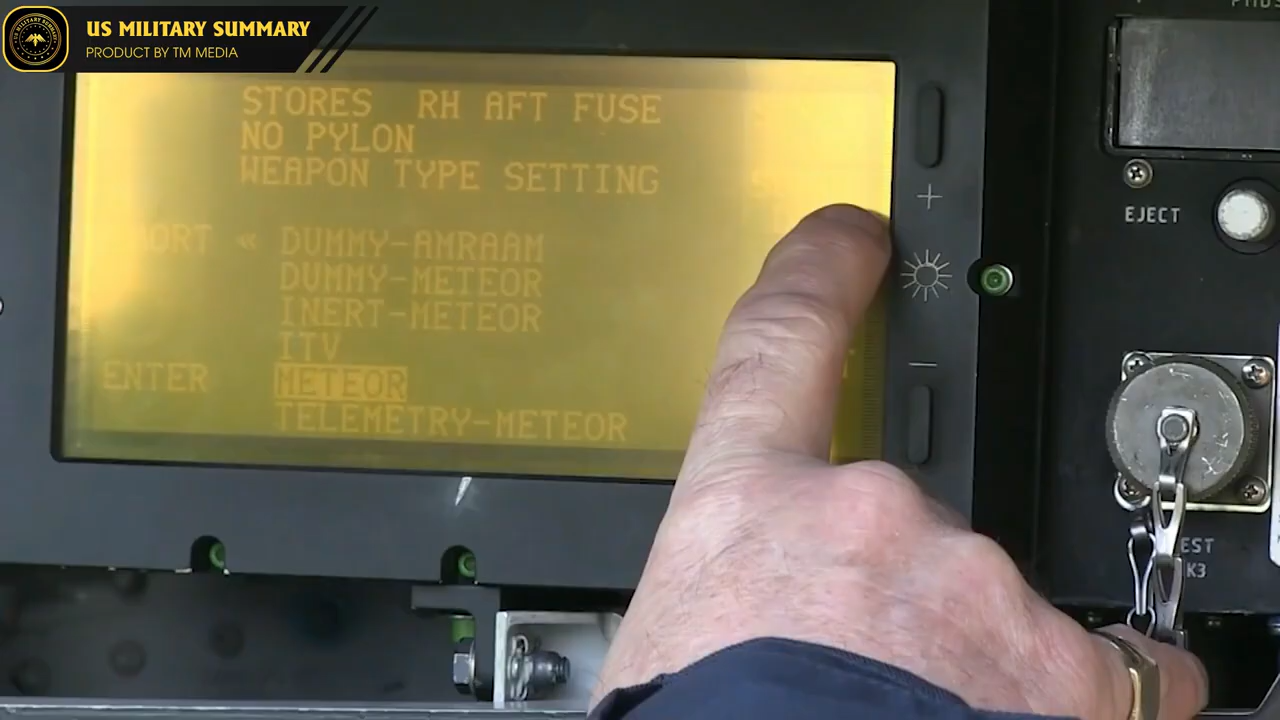 US MILITARY SUMMARY
PRODUCT BY TM MEDIA
STORES RH AFT FUSE
NO PYLON
WEAPON TYPE SETTING
« DUMMY-AMRAAM
DUMMY-METEOR
INERT-METEOR
ITV
ENTER METEOR
TELEMETRY-METEOR
+
EJECT
K3